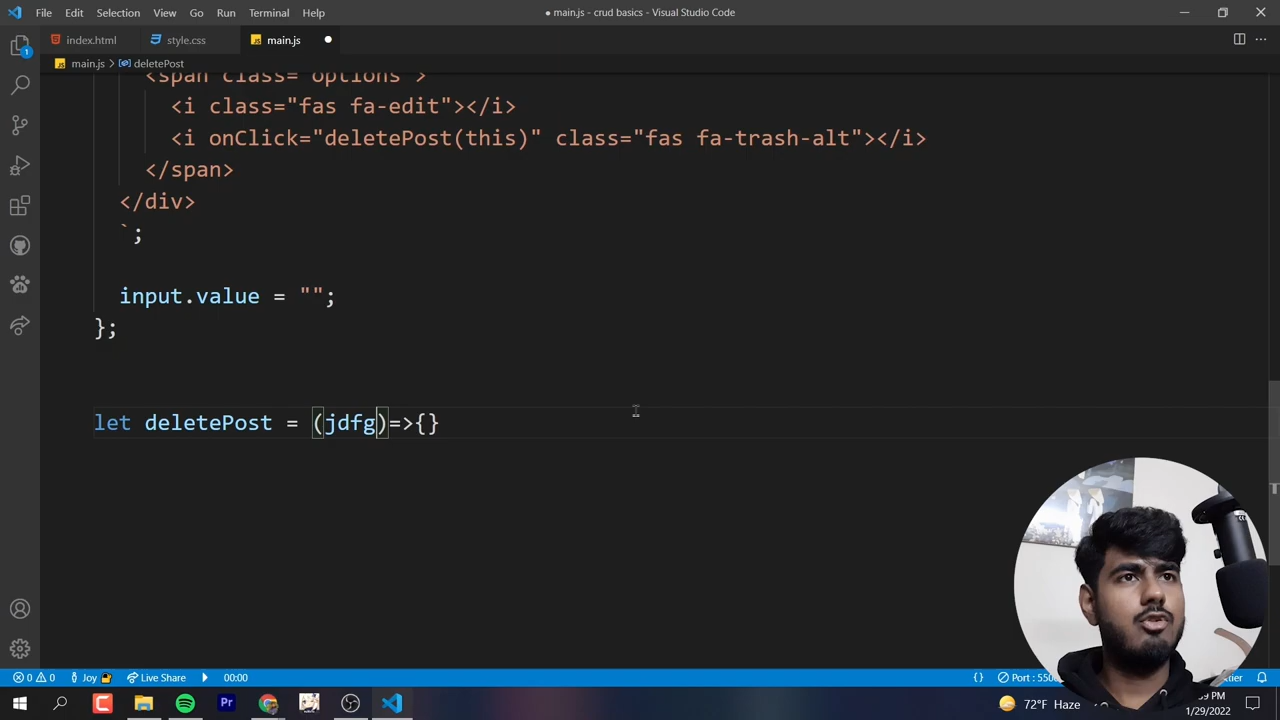 File Edit Selection View Go Run Terminal Help
● main.js - crud basics - Visual Studio Code
index.html style.css main.js
main.js > deletePost
<span class="options">
<i class="fas fa-edit"></i>
<i onClick="deletePost(this)" class="fas fa-trash-alt"></i>
</span>
</div>
`;
input.value = "";
};
let deletePost = (jdfg)=>{}
1
0 0 Joy Live Share 00:00 {} Port :
72°F Haze
1/29/2022